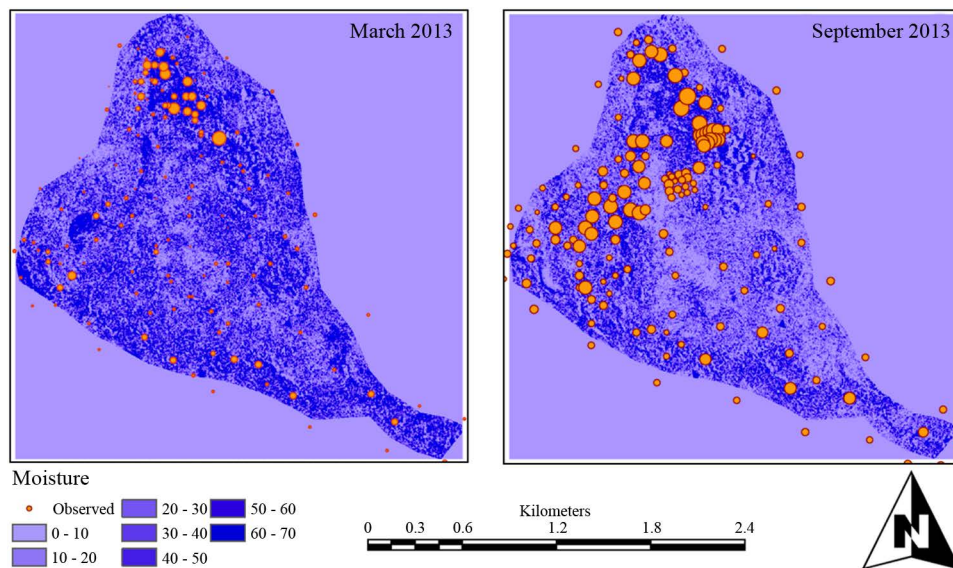 March 2013
September 2013
Moisture
Observed
0 - 10
10 - 20
20 - 30
30 - 40
40 - 50
50 - 60
60 - 70
Kilometers
0 0.3 0.6 1.2 1.8 2.4
N